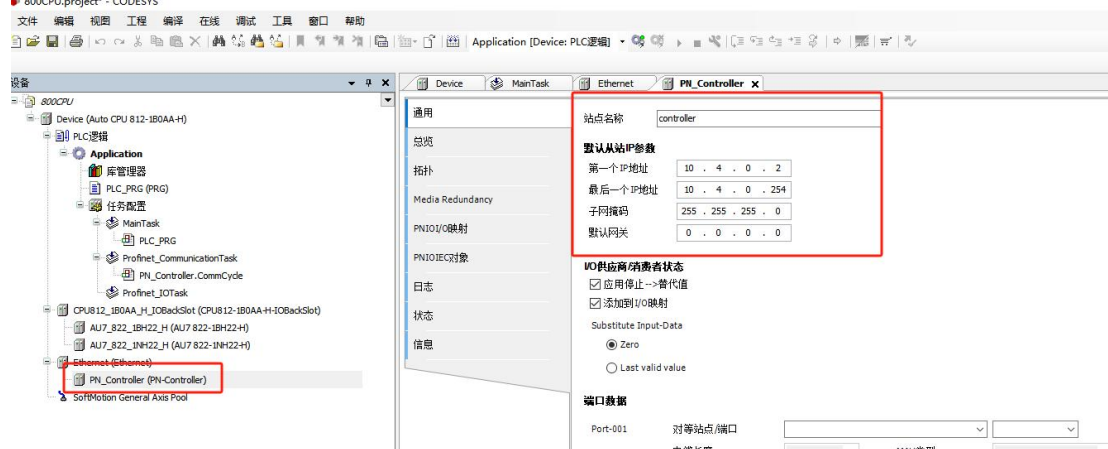 800CPU.project* - CODESYS
文件 编辑 视图 工程 编译 在线 调试 工具 窗口 帮助
Application [Device: PLC逻辑]
设备
800CPU
Device (Auto CPU 812-1B0AA-H)
PLC逻辑
Application
库管理器
PLC_PRG (PRG)
任务配置
MainTask
PLC_PRG
Profinet_CommunicationTask
PN_Controller.CommCycle
Profinet_IOTask
CPU812_1B0AA_H_IOBackSlot (CPU812-1B0AA-H-IOBackSlot)
AU7_822_1BH22_H (AU7 822-1BH22-H)
AU7_822_1NH22_H (AU7 822-1NH22-H)
Ethernet (Ethernet)
PN_Controller (PN-Controller)
SoftMotion General Axis Pool
Device MainTask Ethernet PN_Controller
通用
总览
拓扑
Media Redundancy
PNIOI/O映射
PNIOIEC对象
日志
状态
信息
站点名称 controller
默认从站IP参数
第一个IP地址 10 . 4 . 0 . 2
最后一个IP地址 10 . 4 . 0 . 254
子网掩码 255 . 255 . 255 . 0
默认网关 0 . 0 . 0 . 0
I/O供应商/消费者状态
应用停止-->替代值
添加到I/O映射
Substitute Input-Data
Zero
Last valid value
端口数据
Port-001 对等站点/端口